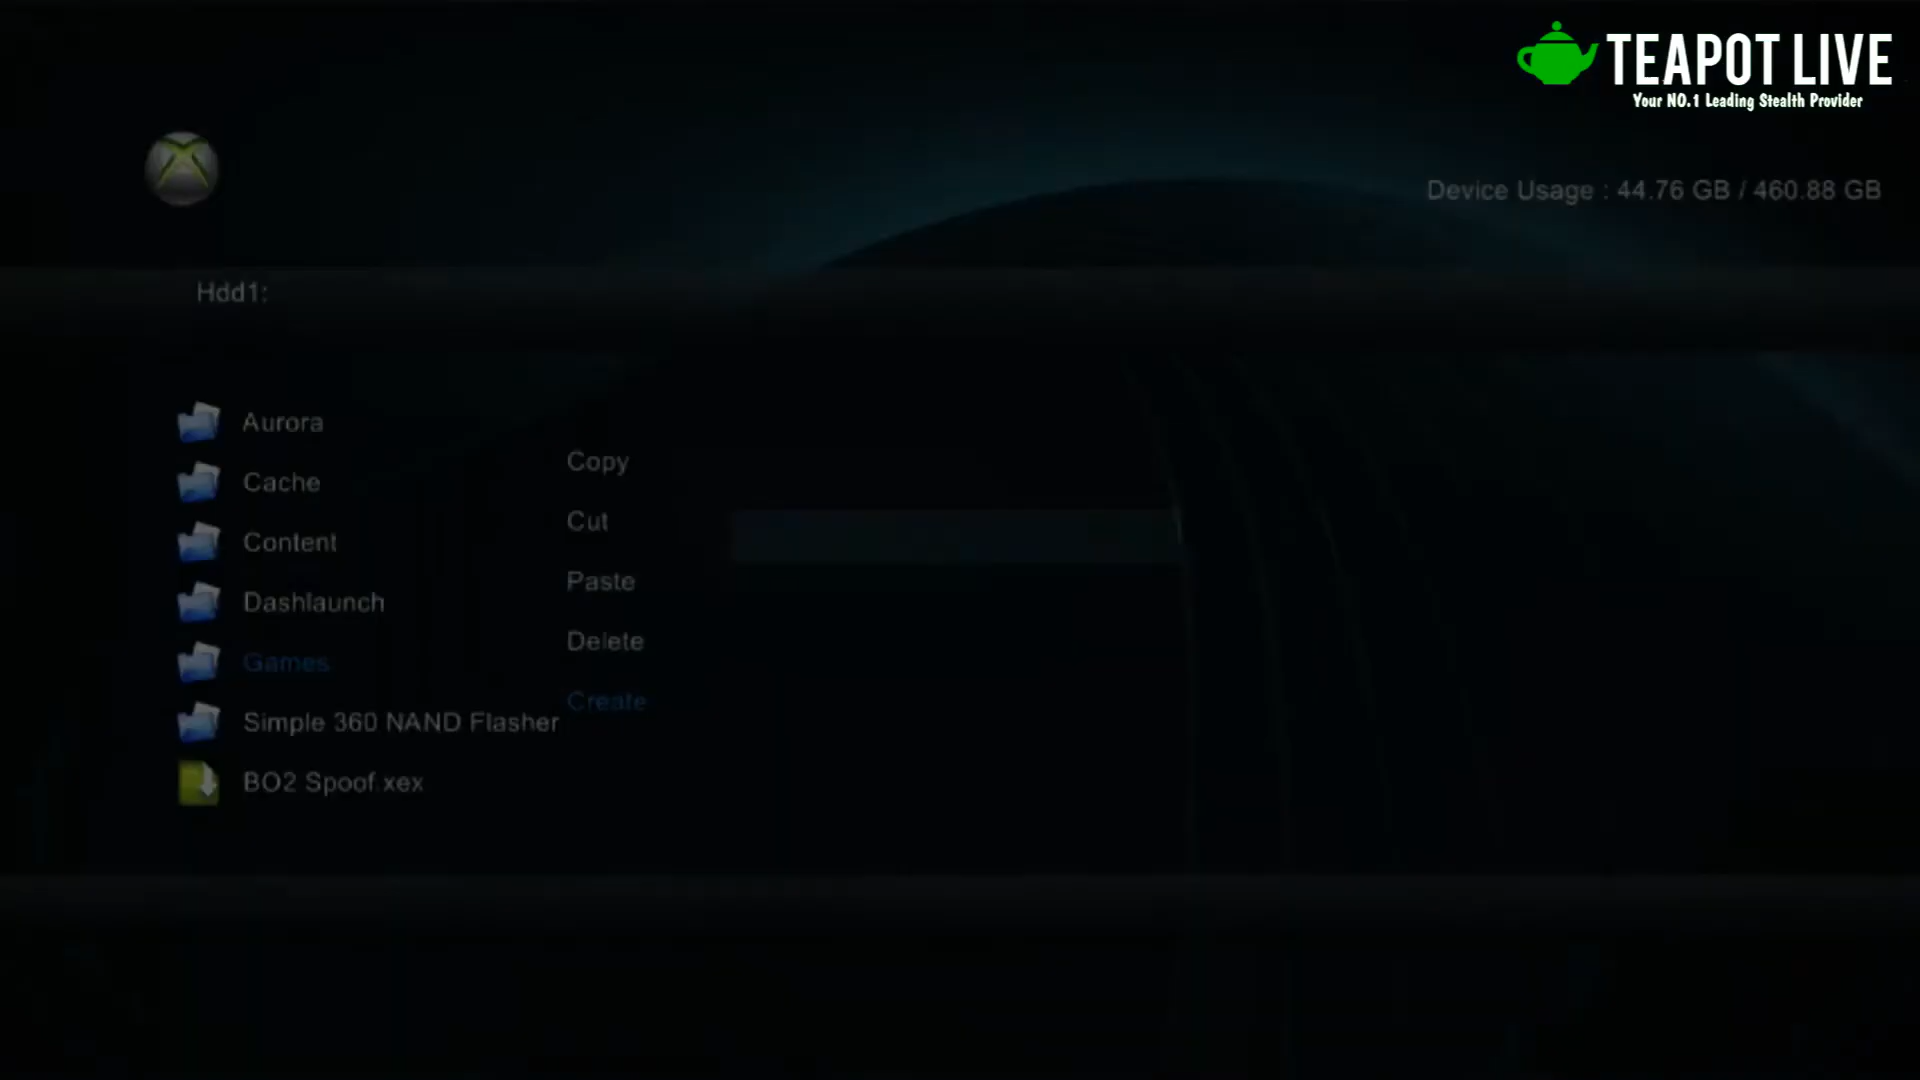 TEAPOT LIVE
Your NO.1 Leading Stealth Provider
Device Usage : 44.76 GB / 460.88 GB
Hdd1:
Aurora
Cache
Content
Dashlaunch
Games
Simple 360 NAND Flasher
BO2 Spoof.xex
Copy
Cut
Paste
Delete
Create